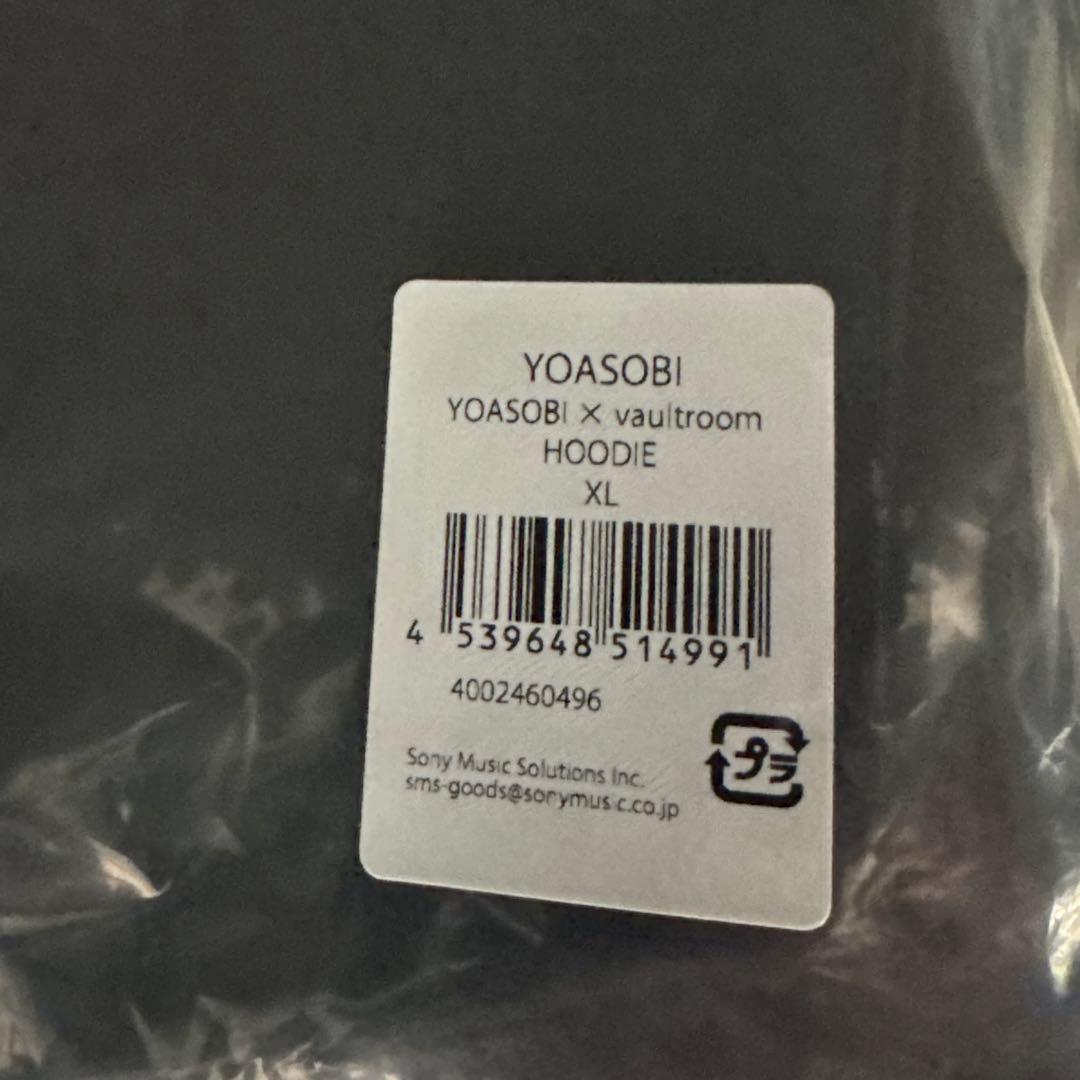 YOASOBI
YOASOBI × vaultroom
HOODIE
XL
4 539648 514991
4002460496
Sony Music Solutions Inc.
sms-goods@sonymusic.co.jp
プラ